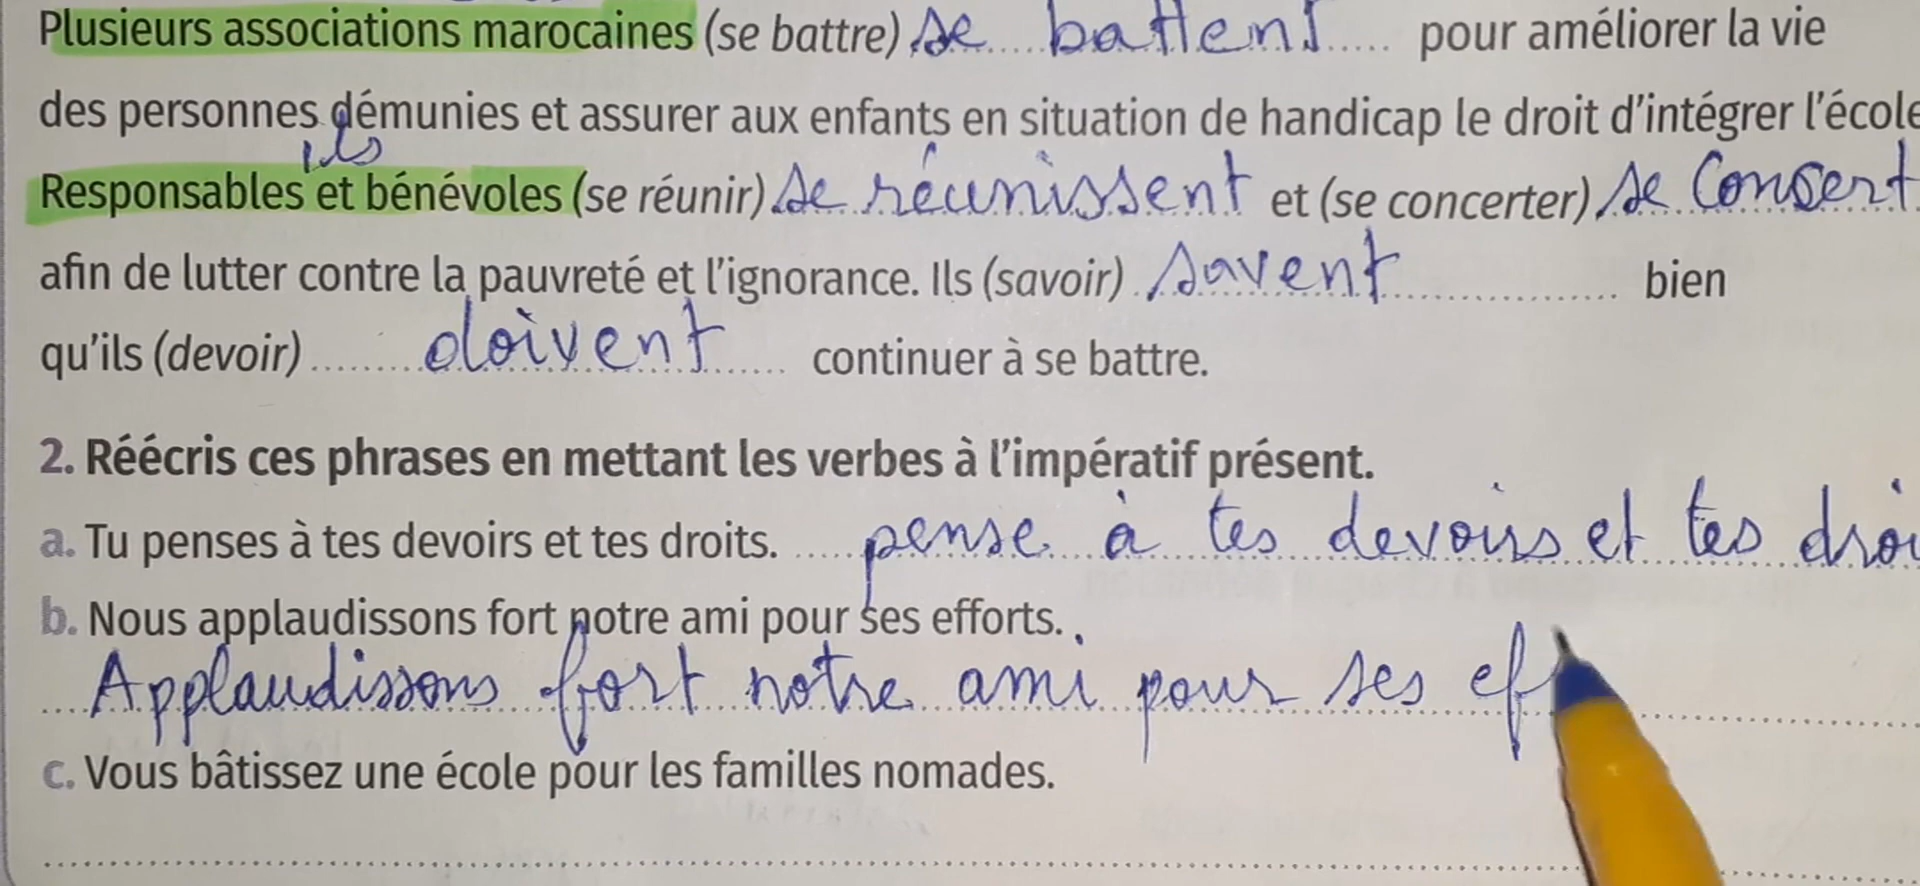 Plusieurs associations marocaines (se battre) se battent pour améliorer la vie
des personnes démunies et assurer aux enfants en situation de handicap le droit d'intégrer l'école
ils
Responsables et bénévoles (se réunir) se réunissent et (se concerter) se Consert
afin de lutter contre la pauvreté et l'ignorance. Ils (savoir) savent bien
qu'ils (devoir) doivent continuer à se battre.
2. Réécris ces phrases en mettant les verbes à l'impératif présent.
a. Tu penses à tes devoirs et tes droits. pense à tes devoirs et tes droi
b. Nous applaudissons fort notre ami pour ses efforts.
Applaudissons fort notre ami pour ses ef
c. Vous bâtissez une école pour les familles nomades.